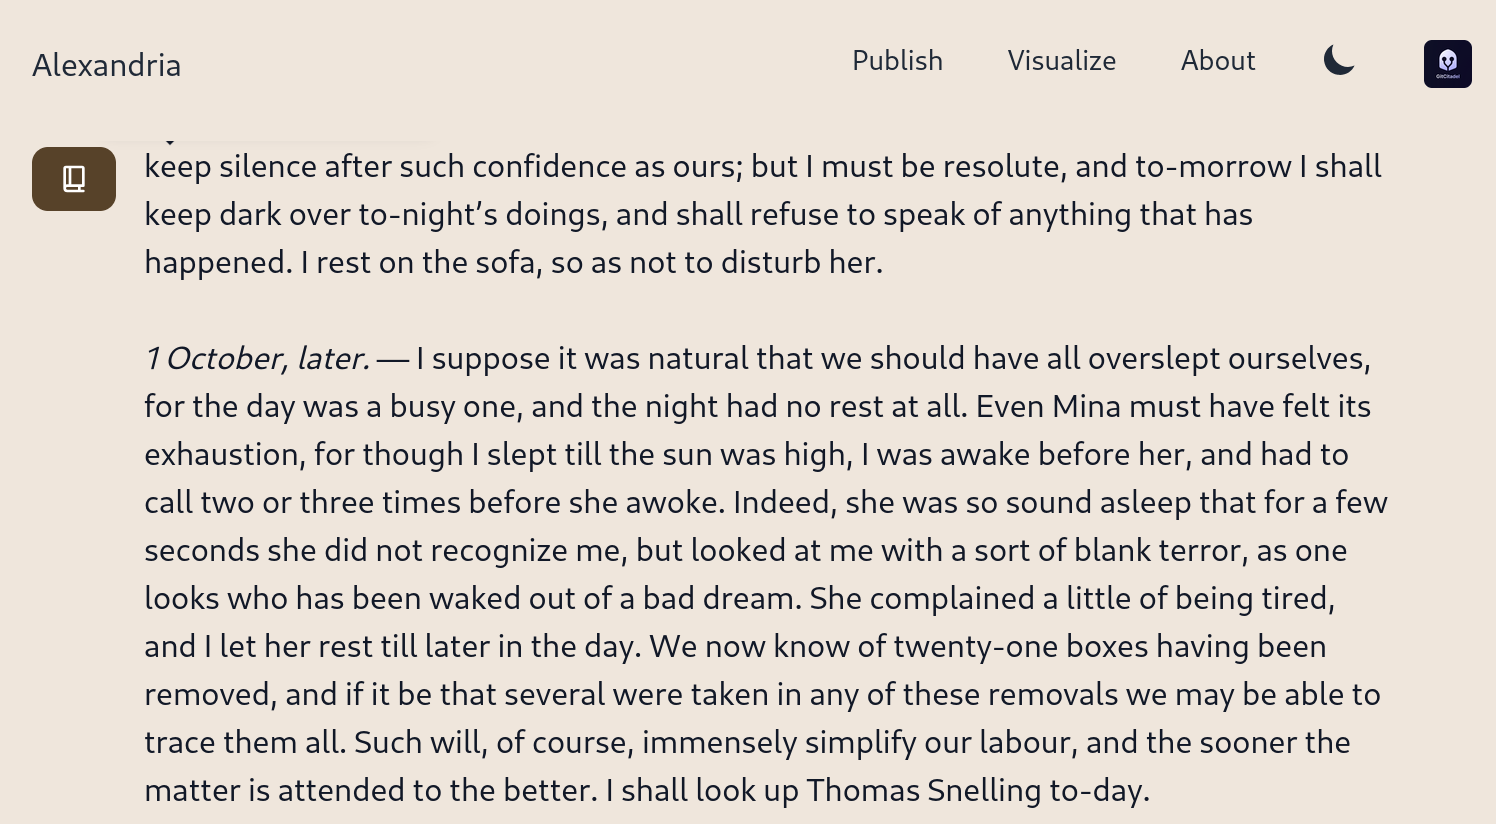 Alexandria
Publish
Visualize
About
GitCitadel
keep silence after such confidence as ours; but I must be resolute, and to-morrow I shall
keep dark over to-night’s doings, and shall refuse to speak of anything that has
happened. I rest on the sofa, so as not to disturb her.
1 October, later. — I suppose it was natural that we should have all overslept ourselves,
for the day was a busy one, and the night had no rest at all. Even Mina must have felt its
exhaustion, for though I slept till the sun was high, I was awake before her, and had to
call two or three times before she awoke. Indeed, she was so sound asleep that for a few
seconds she did not recognize me, but looked at me with a sort of blank terror, as one
looks who has been waked out of a bad dream. She complained a little of being tired,
and I let her rest till later in the day. We now know of twenty-one boxes having been
removed, and if it be that several were taken in any of these removals we may be able to
trace them all. Such will, of course, immensely simplify our labour, and the sooner the
matter is attended to the better. I shall look up Thomas Snelling to-day.